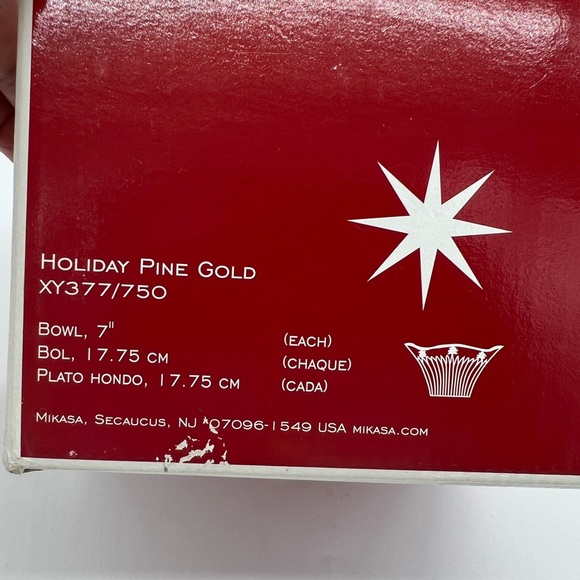 Holiday Pine Gold
XY377/750
Bowl, 7" (each)
Bol, 17.75 cm (chaque)
Plato hondo, 17.75 cm (cada)
Mikasa, Secaucus, NJ 07096-1549 USA mikasa.com